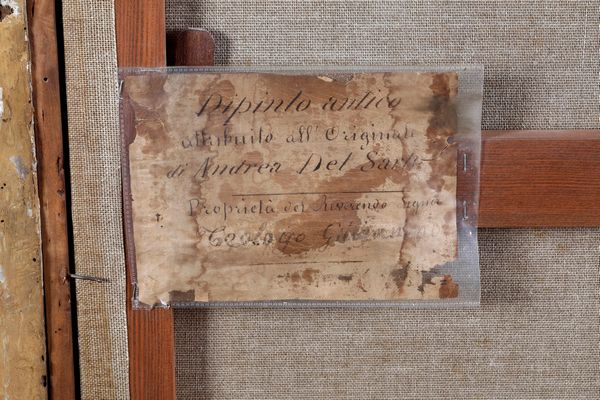 Dipinto antico
attribuito all' Originale
di Andrea Del Sarto
Proprietà del Reverendo Signor
Teologo